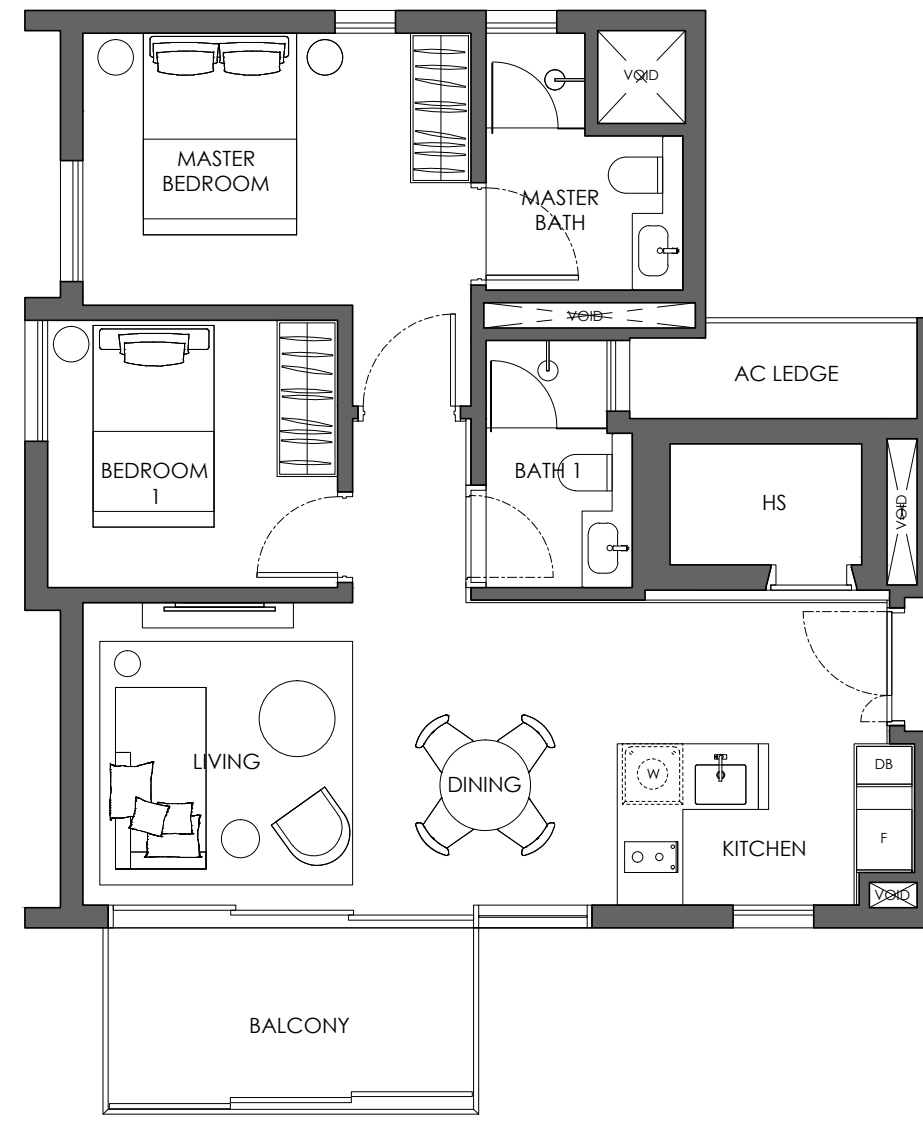 VOID
MASTER
BEDROOM
MASTER
BATH
VOID
AC LEDGE
BEDROOM
1
BATH 1
HS
VOID
LIVING
DINING
W
DB
KITCHEN
F
VOID
BALCONY